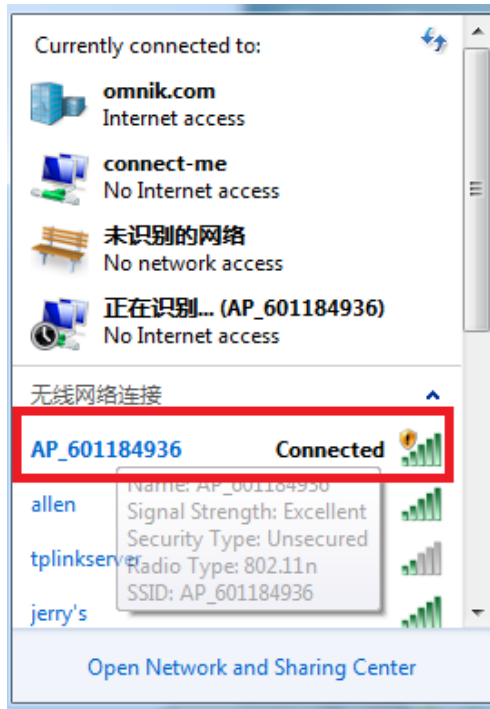 Currently connected to:
omnik.com
Internet access
connect-me
No Internet access
未识别的网络
No network access
正在识别... (AP_601184936)
No Internet access
无线网络连接
AP_601184936 Connected
Name: AP_601184936
allen
Signal Strength: Excellent
Security Type: Unsecured
tplinkserver
Radio Type: 802.11n
SSID: AP_601184936
jerry's
Open Network and Sharing Center